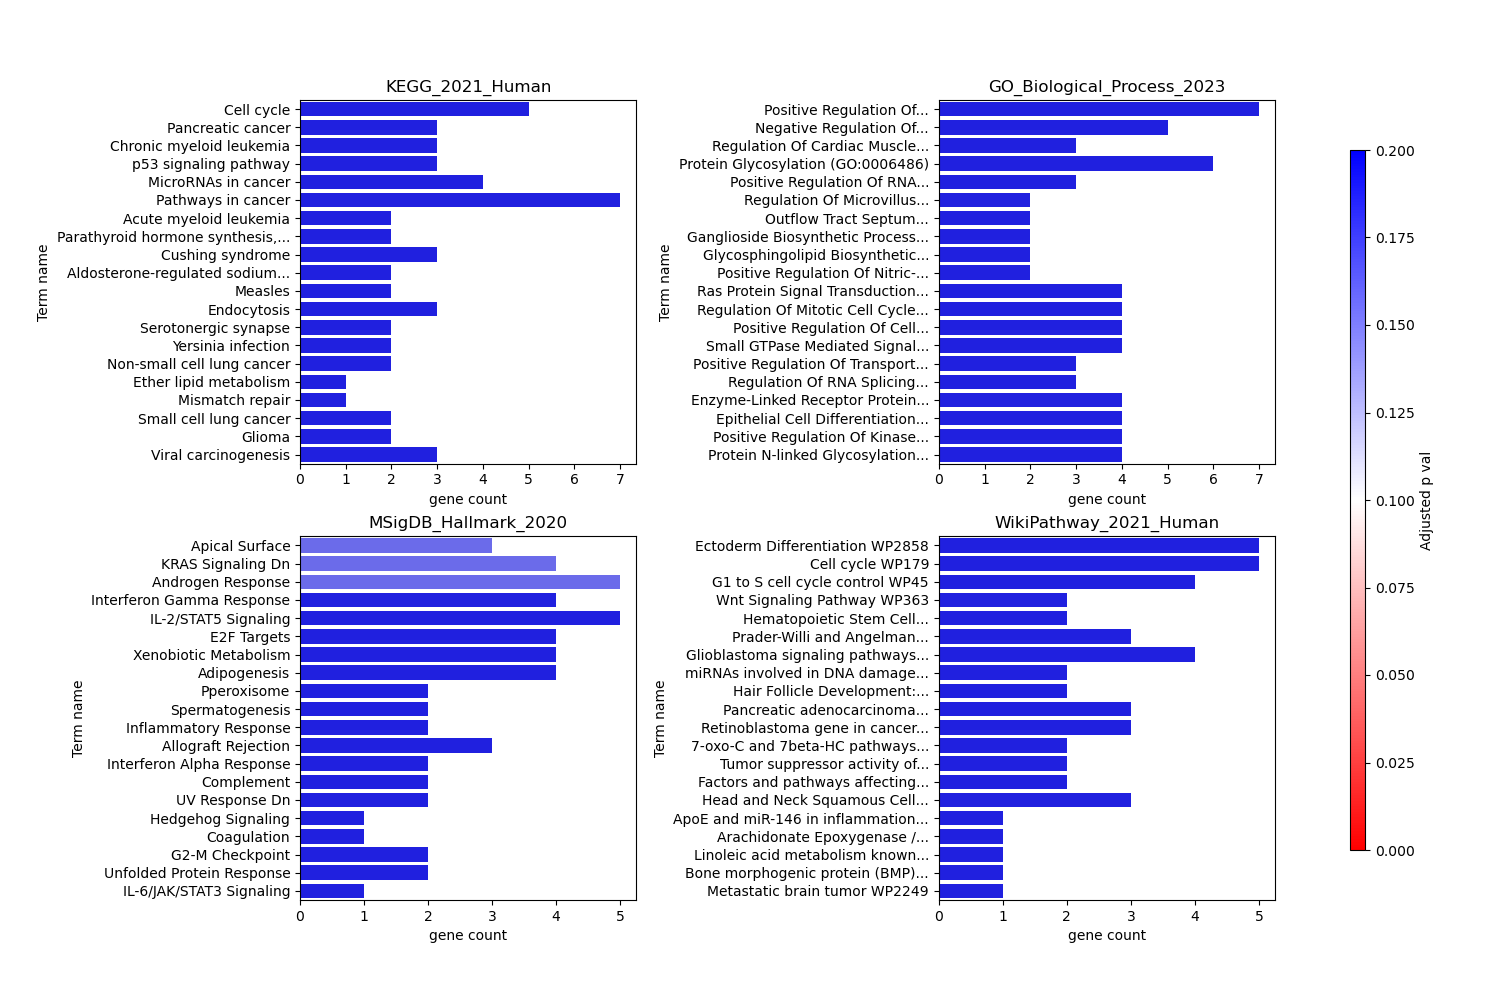 KEGG_2021_Human
Term name
Cell cycle
Pancreatic cancer
Chronic myeloid leukemia
p53 signaling pathway
MicroRNAs in cancer
Pathways in cancer
Acute myeloid leukemia
Parathyroid hormone synthesis,...
Cushing syndrome
Aldosterone-regulated sodium...
Measles
Endocytosis
Serotonergic synapse
Yersinia infection
Non-small cell lung cancer
Ether lipid metabolism
Mismatch repair
Small cell lung cancer
Glioma
Viral carcinogenesis
0 1 2 3 4 5 6 7
gene count
GO_Biological_Process_2023
Term name
Positive Regulation Of...
Negative Regulation Of...
Regulation Of Cardiac Muscle...
Protein Glycosylation (GO:0006486)
Positive Regulation Of RNA...
Regulation Of Microvillus...
Outflow Tract Septum...
Ganglioside Biosynthetic Process...
Glycosphingolipid Biosynthetic...
Positive Regulation Of Nitric-...
Ras Protein Signal Transduction...
Regulation Of Mitotic Cell Cycle...
Positive Regulation Of Cell...
Small GTPase Mediated Signal...
Positive Regulation Of Transport...
Regulation Of RNA Splicing...
Enzyme-Linked Receptor Protein...
Epithelial Cell Differentiation...
Positive Regulation Of Kinase...
Protein N-linked Glycosylation...
0 1 2 3 4 5 6 7
gene count
MSigDB_Hallmark_2020
Term name
Apical Surface
KRAS Signaling Dn
Androgen Response
Interferon Gamma Response
IL-2/STAT5 Signaling
E2F Targets
Xenobiotic Metabolism
Adipogenesis
Pperoxisome
Spermatogenesis
Inflammatory Response
Allograft Rejection
Interferon Alpha Response
Complement
UV Response Dn
Hedgehog Signaling
Coagulation
G2-M Checkpoint
Unfolded Protein Response
IL-6/JAK/STAT3 Signaling
0 1 2 3 4 5
gene count
WikiPathway_2021_Human
Term name
Ectoderm Differentiation WP2858
Cell cycle WP179
G1 to S cell cycle control WP45
Wnt Signaling Pathway WP363
Hematopoietic Stem Cell...
Prader-Willi and Angelman...
Glioblastoma signaling pathways...
miRNAs involved in DNA damage...
Hair Follicle Development:...
Pancreatic adenocarcinoma...
Retinoblastoma gene in cancer...
7-oxo-C and 7beta-HC pathways...
Tumor suppressor activity of...
Factors and pathways affecting...
Head and Neck Squamous Cell...
ApoE and miR-146 in inflammation...
Arachidonate Epoxygenase /...
Linoleic acid metabolism known...
Bone morphogenic protein (BMP)...
Metastatic brain tumor WP2249
0 1 2 3 4 5
gene count
0.200
0.175
0.150
0.125
0.100
0.075
0.050
0.025
0.000
Adjusted p val